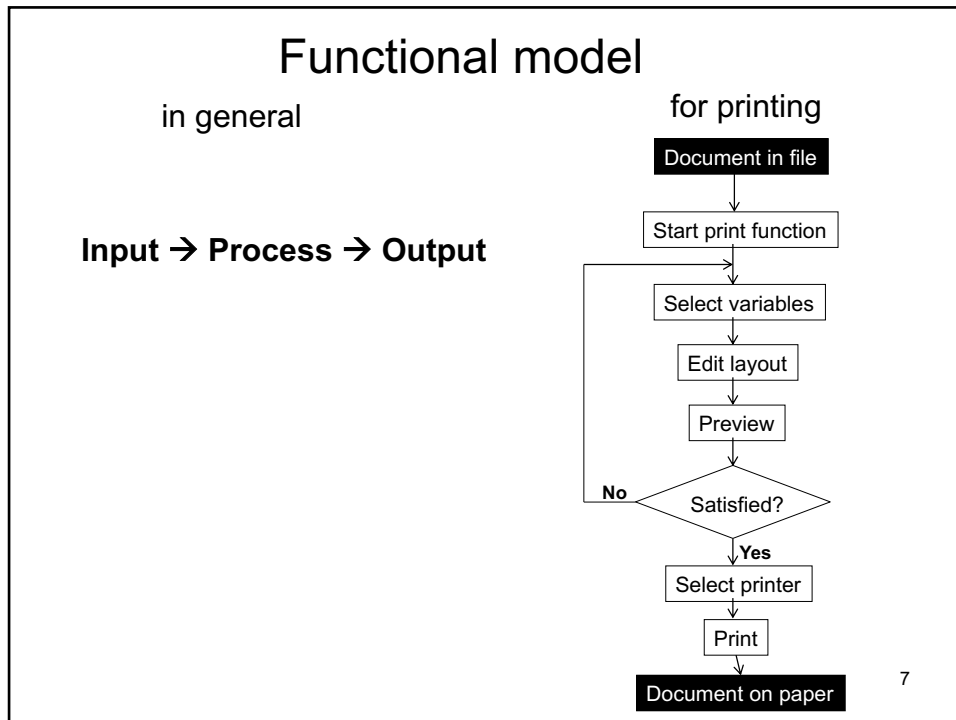 Functional model
in general
for printing
Document in file
Start print function
Input → Process → Output
Select variables
Edit layout
Preview
No
Satisfied?
Yes
Select printer
Print
Document on paper
7